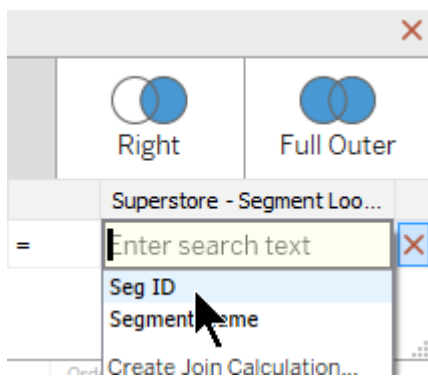 Right
Full Outer
Superstore - Segment Loo...
=
Enter search text
Seg ID
Segment
Create Join Calculation...